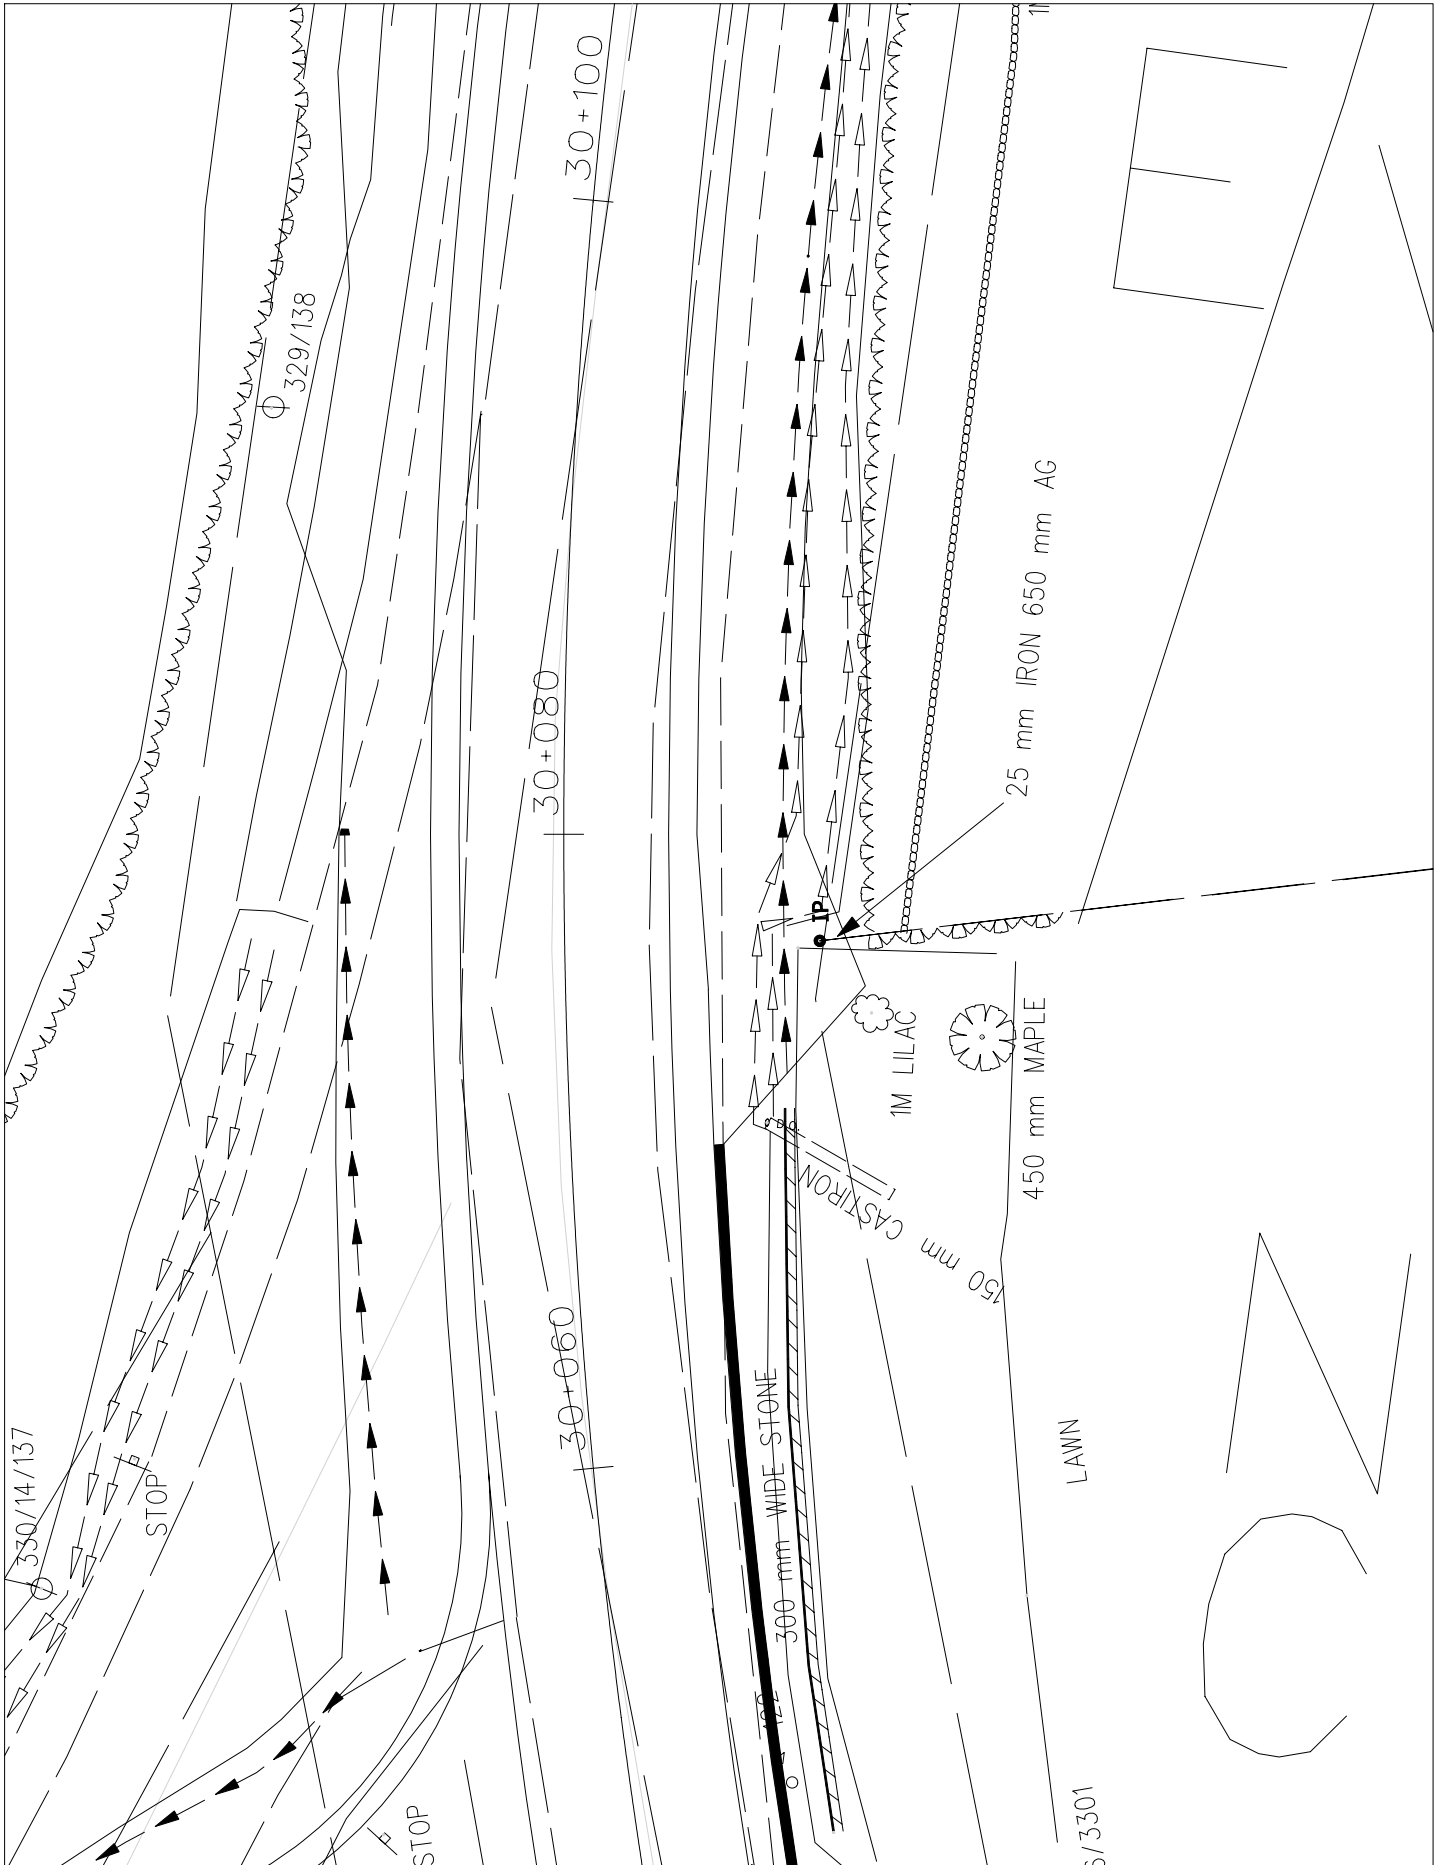 30+100
329/138
30+080
25 mm IRON 650 mm AG
IP
1M LILAC
450 mm MAPLE
150 mm CASTIRON
30+060
300 mm WIDE STONE
LAWN
330/14/137
STOP
STOP
/3301
E
N
C